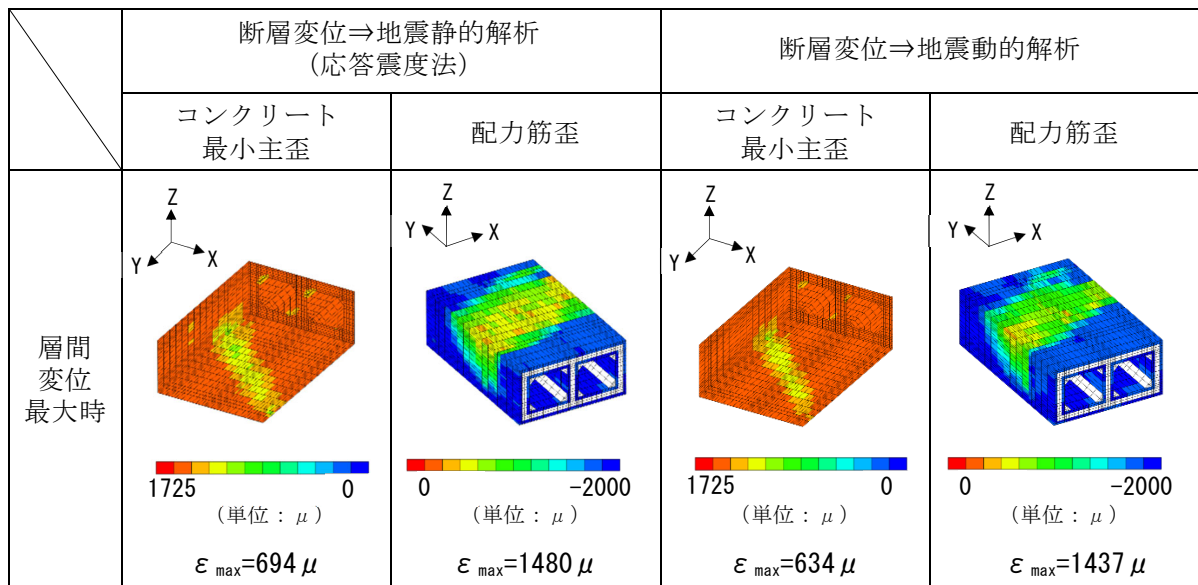 断層変位⇒地震静的解析
(応答震度法)
断層変位⇒地震動的解析
コンクリート
最小主歪
配力筋歪
コンクリート
最小主歪
配力筋歪
層間
変位
最大時
Z
Y
X
1725
0
(単位:μ)
ε max=694μ
Z
Y
X
0
-2000
(単位:μ)
ε max=1480μ
Z
Y
X
1725
0
(単位:μ)
ε max=634μ
Z
Y
X
0
-2000
(単位:μ)
ε max=1437μ